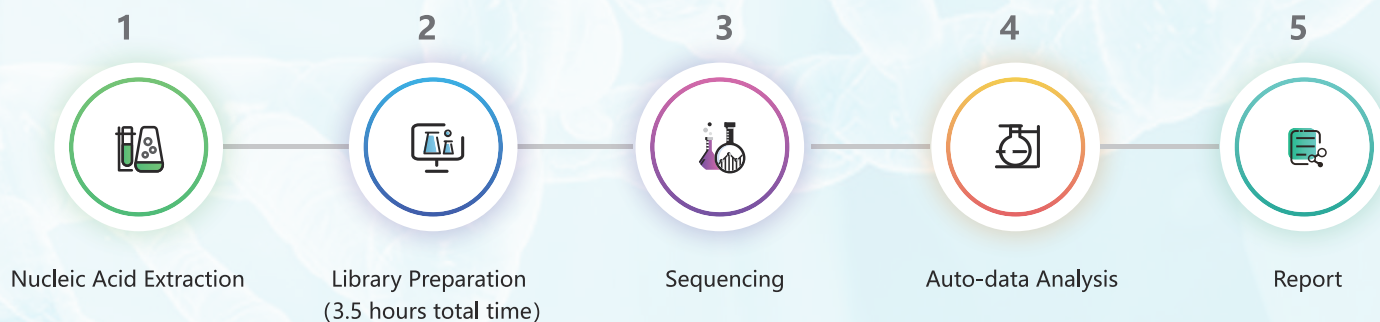 1
2
3
4
5
Nucleic Acid Extraction
Library Preparation
(3.5 hours total time)
Sequencing
Auto-data Analysis
Report